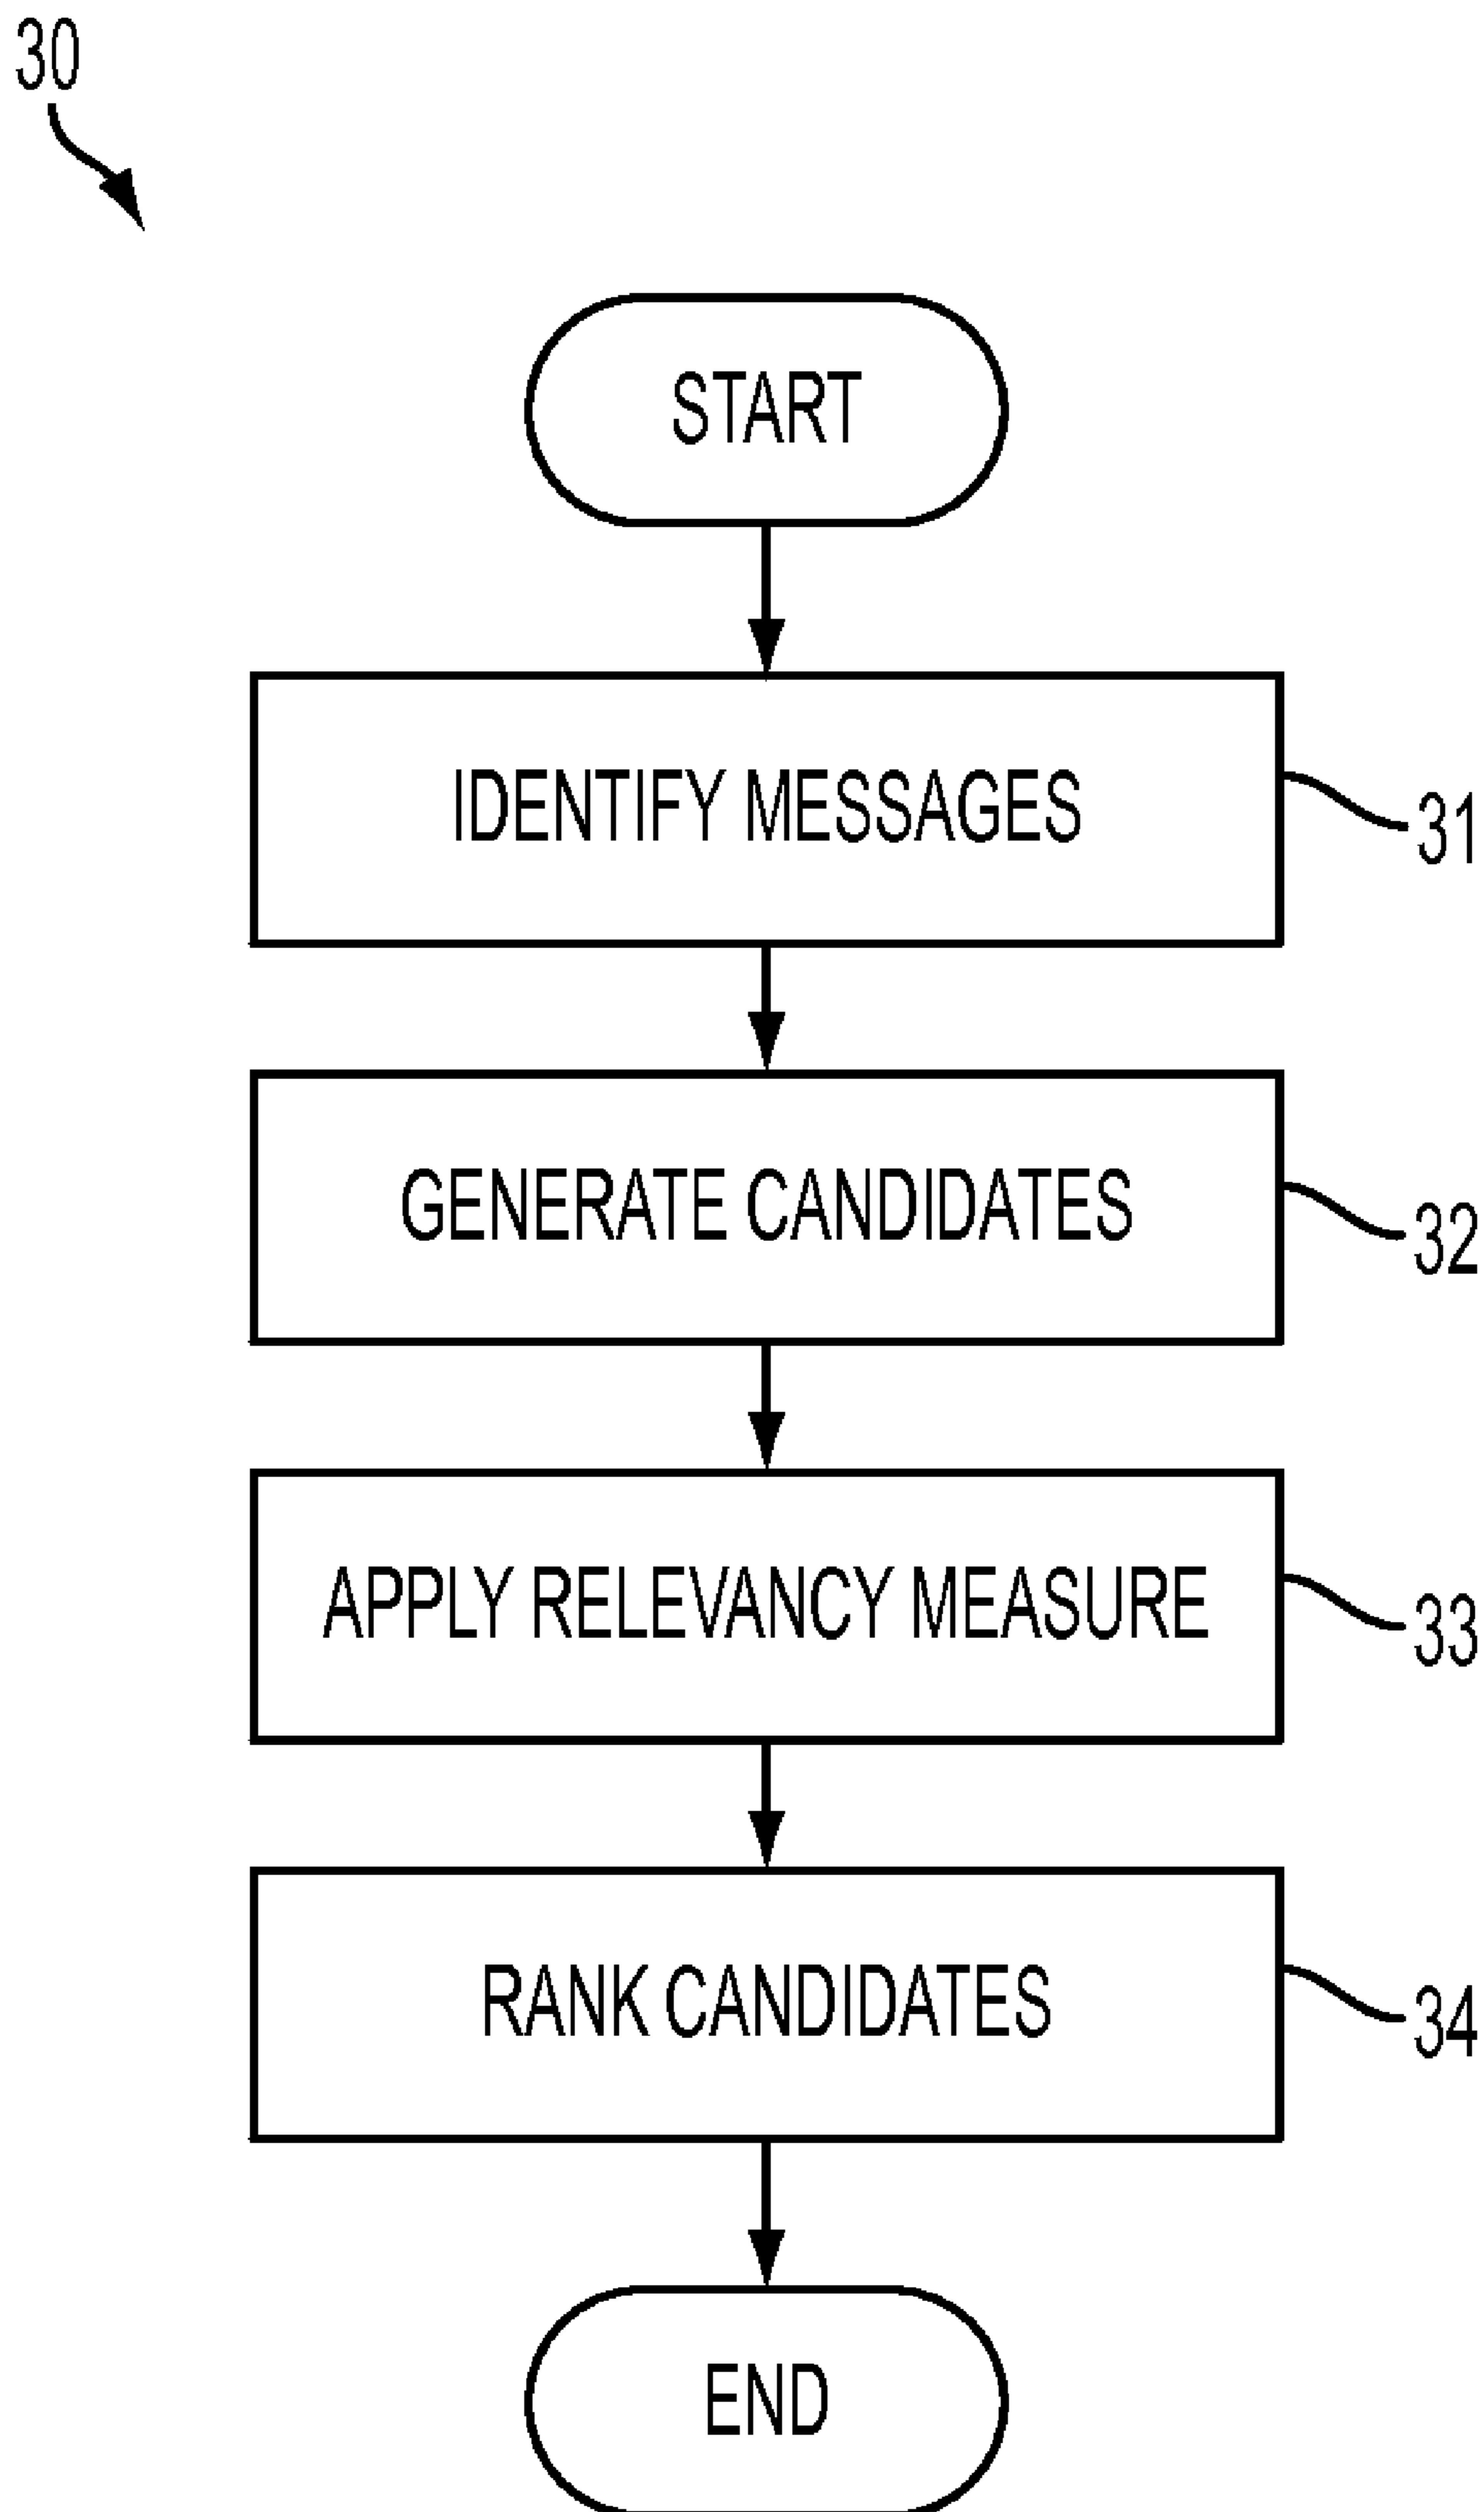 30
START
IDENTIFY MESSAGES
31
GENERATE CANDIDATES
32
APPLY RELEVANCY MEASURE
33
RANK CANDIDATES
34
END